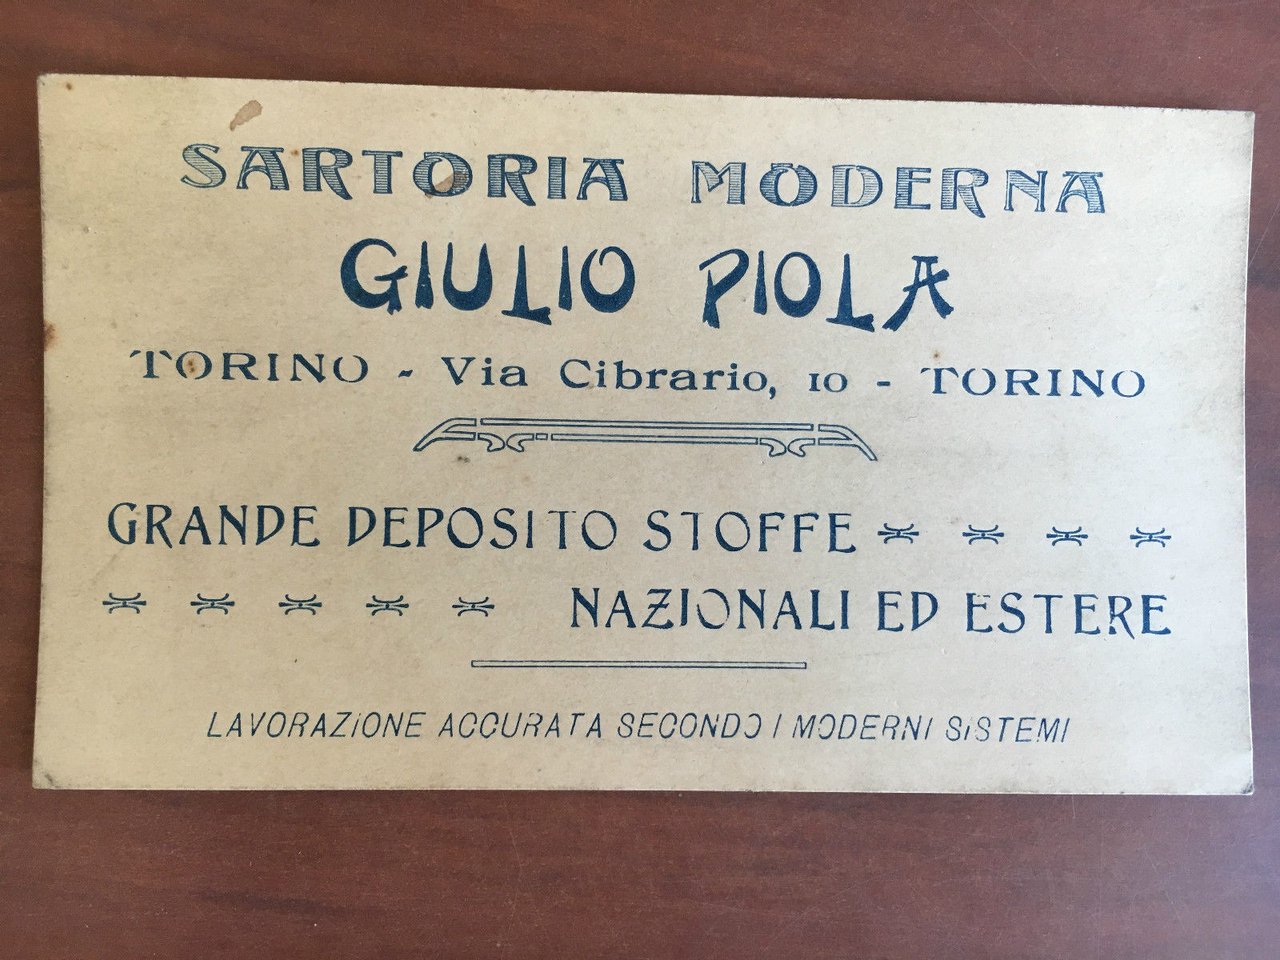 SARTORIA MODERNA
GIULIO PIOLA
TORINO - Via Cibrario, 10 - TORINO
GRANDE DEPOSITO STOFFE
NAZIONALI ED ESTERE
LAVORAZIONE ACCURATA SECONDO I MODERNI SISTEMI